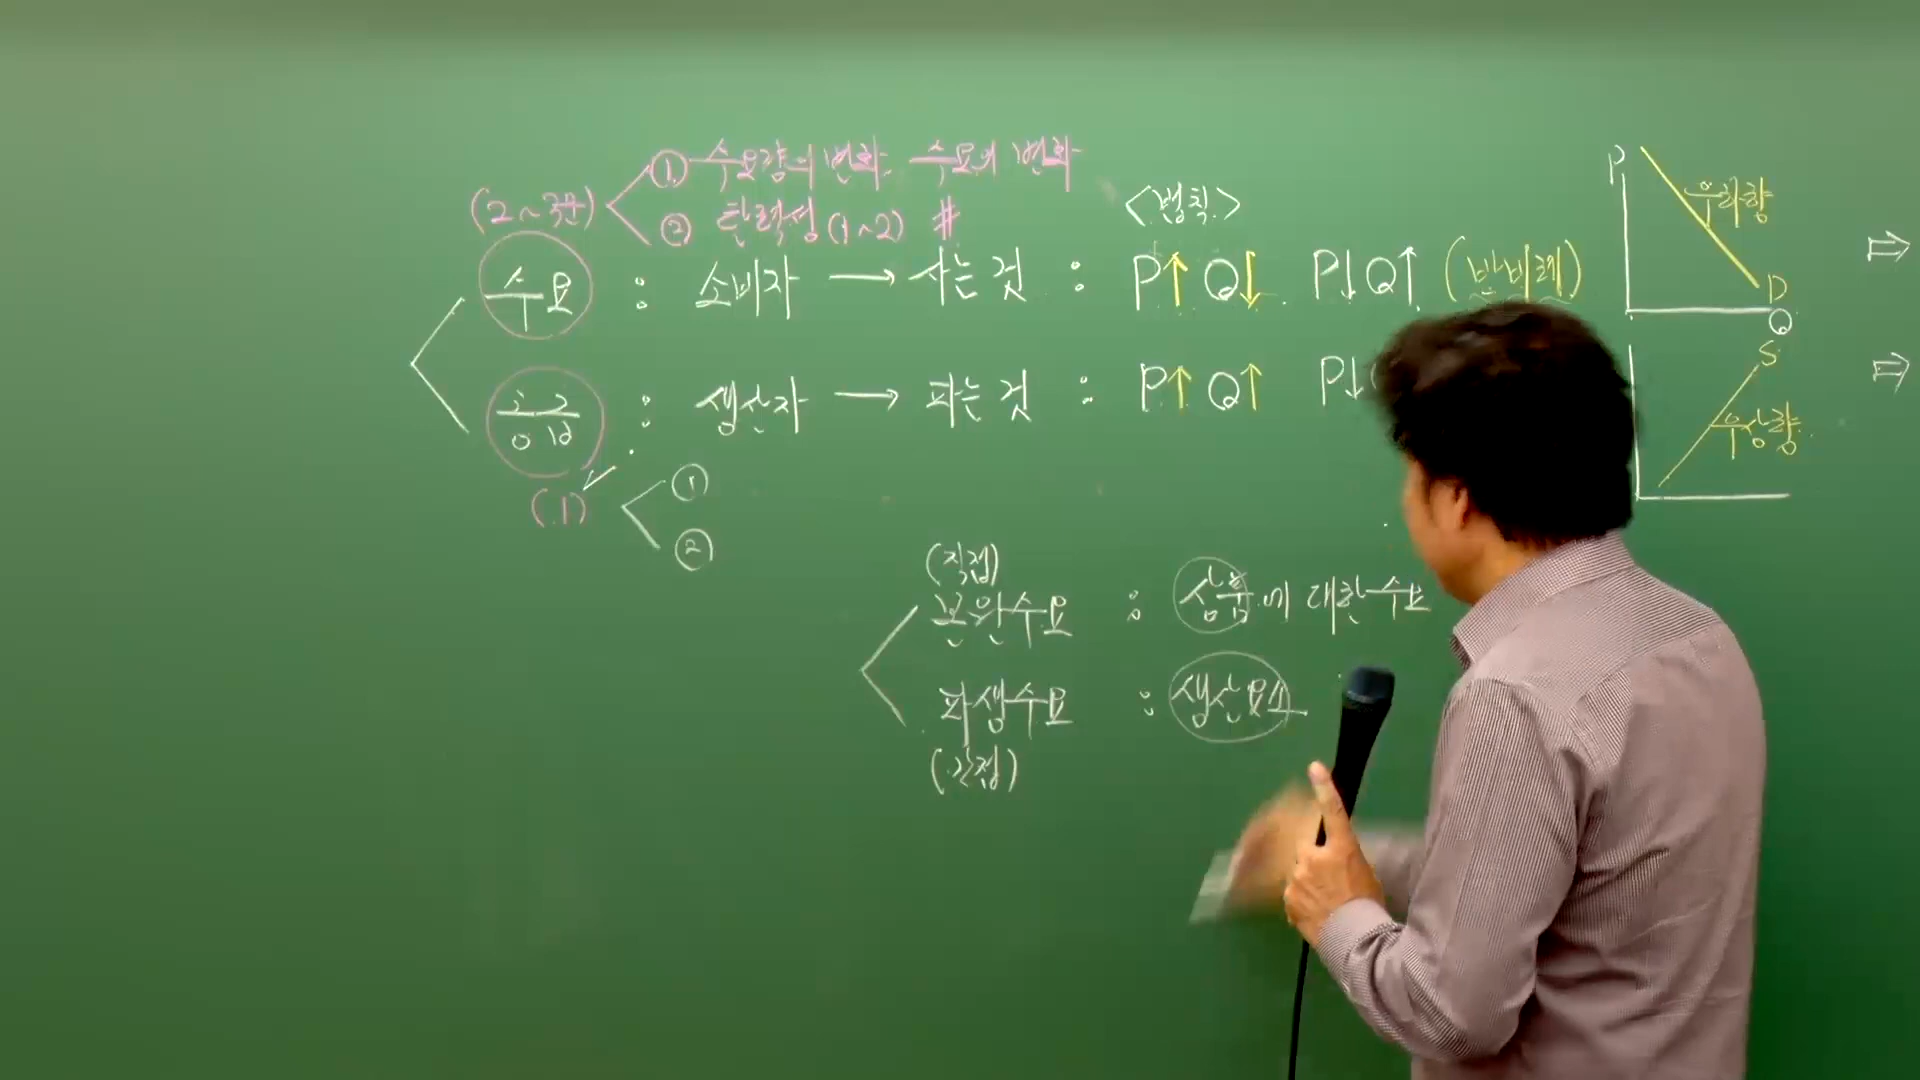 ① 수요량의 변화. 수요의 변화
(2~3문)
② 탄력성 (1~2) #
<법칙>
수요 : 소비자 → 사는 것 : P↑ Q↓. P↓ Q↑ (반비례)
공급 : 생산자 → 파는 것 : P↑ Q↑ P↓
(1)
①
②
(직접)
본원수요 : 상품에 대한 수요
파생수요 : 생산요소
(간접)
P
우하향
D
Q
S
우상향
⇨
⇨